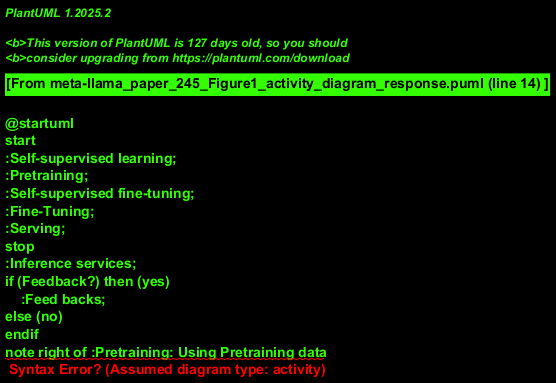 PlantUML 1.2025.2
<b>This version of PlantUML is 127 days old, so you should
<b>consider upgrading from https://plantuml.com/download
[From meta-llama_paper_245_Figure1_activity_diagram_response.puml (line 14) ]
@startuml
start
:Self-supervised learning;
:Pretraining;
:Self-supervised fine-tuning;
:Fine-Tuning;
:Serving;
stop
:Inference services;
if (Feedback?) then (yes)
    :Feed backs;
else (no)
endif
note right of :Pretraining: Using Pretraining data
Syntax Error? (Assumed diagram type: activity)